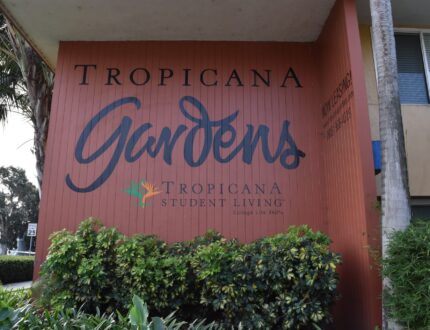 TROPICANA
Gardens
TROPICANA
STUDENT LIVING
NOW LEASING!